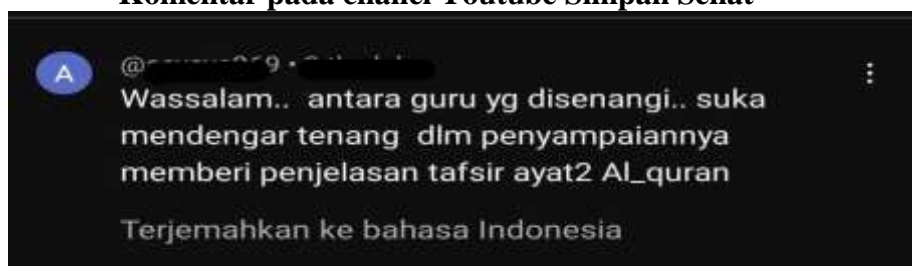 Komentar pada chanel Youtube Simpan Sehat
A
Wassalam.. antara guru yg disenangi.. suka
mendengar tenang dlm penyampaiannya
memberi penjelasan tafsir ayat2 Al_quran
Terjemahkan ke bahasa Indonesia